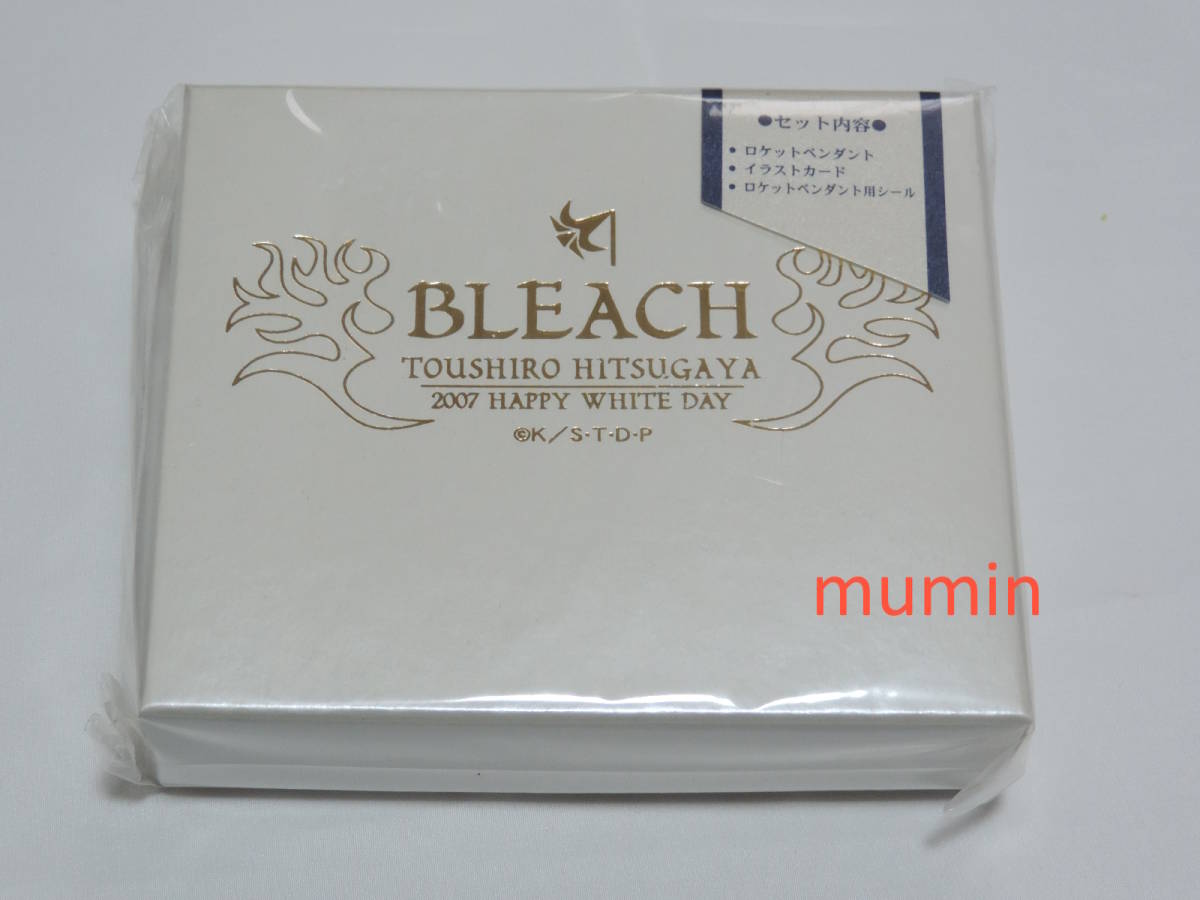 ●セット内容●
• ロケットペンダント
• イラストカード
• ロケットペンダント用シール
BLEACH
TOUSHIRO HITSUGAYA
2007 HAPPY WHITE DAY
©K／S・T・D・P
mumin